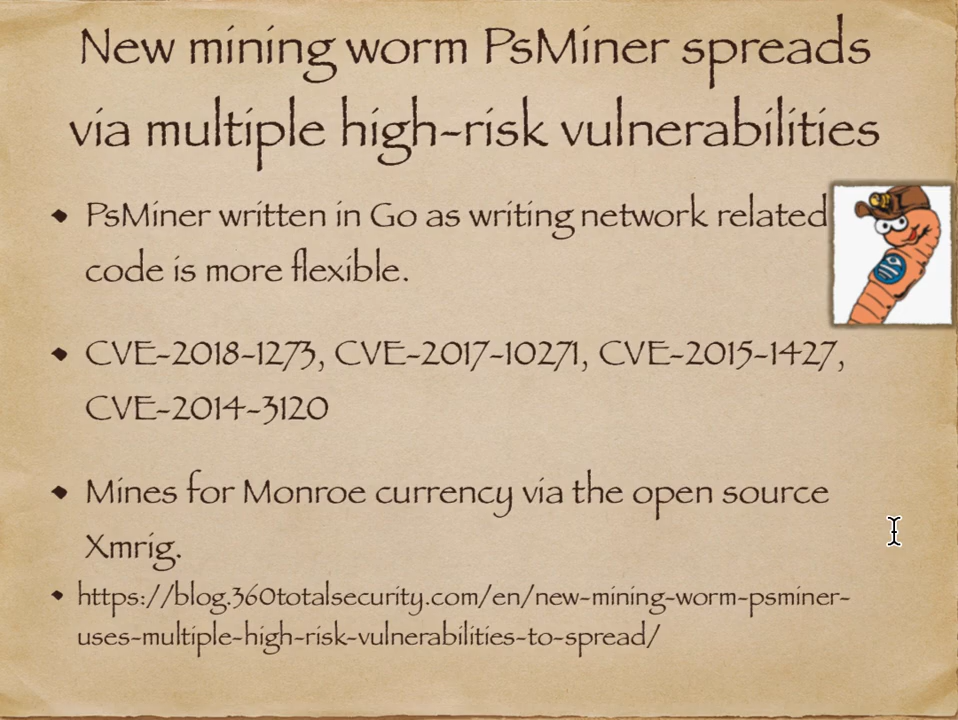 New mining worm PsMiner spreads
via multiple high-risk vulnerabilities
• PsMiner written in Go as writing network related
code is more flexible.
• CVE-2018-1273, CVE-2017-10271, CVE-2015-1427,
CVE-2014-3120
• Mines for Monroe currency via the open source
Xmrig.
• https://blog.360totalsecurity.com/en/new-mining-worm-psminer-
uses-multiple-high-risk-vulnerabilities-to-spread/